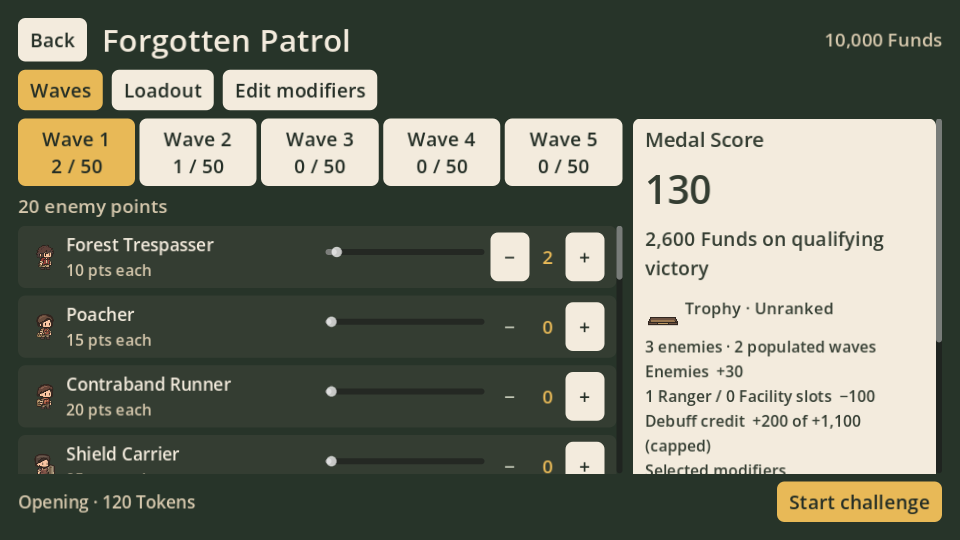 Back
Forgotten Patrol
10,000 Funds
Waves
Loadout
Edit modifiers
Wave 1
2 / 50
Wave 2
1 / 50
Wave 3
0 / 50
Wave 4
0 / 50
Wave 5
0 / 50
20 enemy points
Forest Trespasser
10 pts each
− 2 +
Poacher
15 pts each
− 0 +
Contraband Runner
20 pts each
− 0 +
Shield Carrier
− 0 +
Medal Score
130
2,600 Funds on qualifying
victory
Trophy · Unranked
3 enemies · 2 populated waves
Enemies +30
1 Ranger / 0 Facility slots −100
Debuff credit +200 of +1,100
(capped)
Selected modifiers
Opening · 120 Tokens
Start challenge